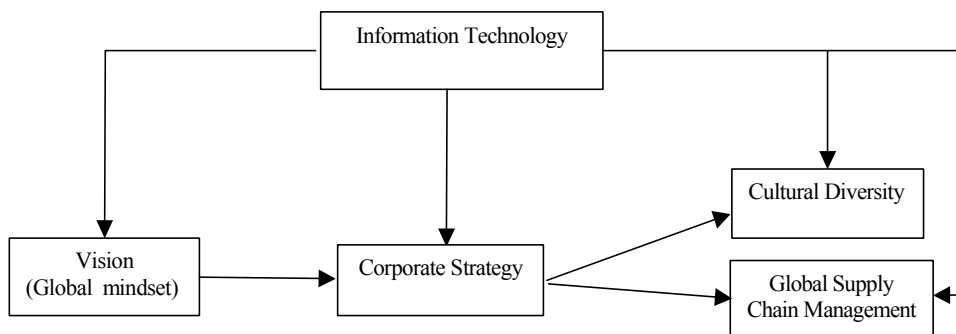 Information Technology
Cultural Diversity
Vision
(Global mindset)
Corporate Strategy
Global Supply
Chain Management